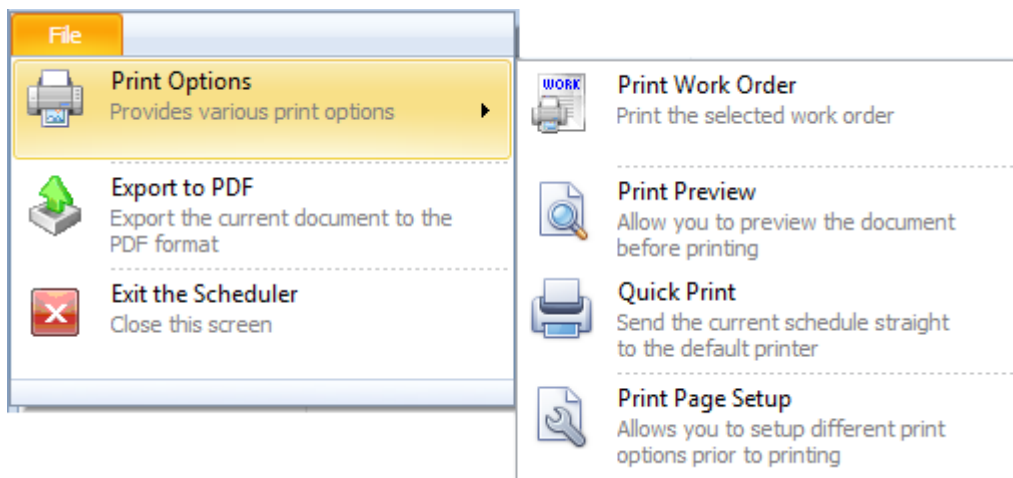 File
Print Options
Provides various print options
Export to PDF
Export the current document to the
PDF format
Exit the Scheduler
Close this screen
WORK
Print Work Order
Print the selected work order
Print Preview
Allow you to preview the document
before printing
Quick Print
Send the current schedule straight
to the default printer
Print Page Setup
Allows you to setup different print
options prior to printing